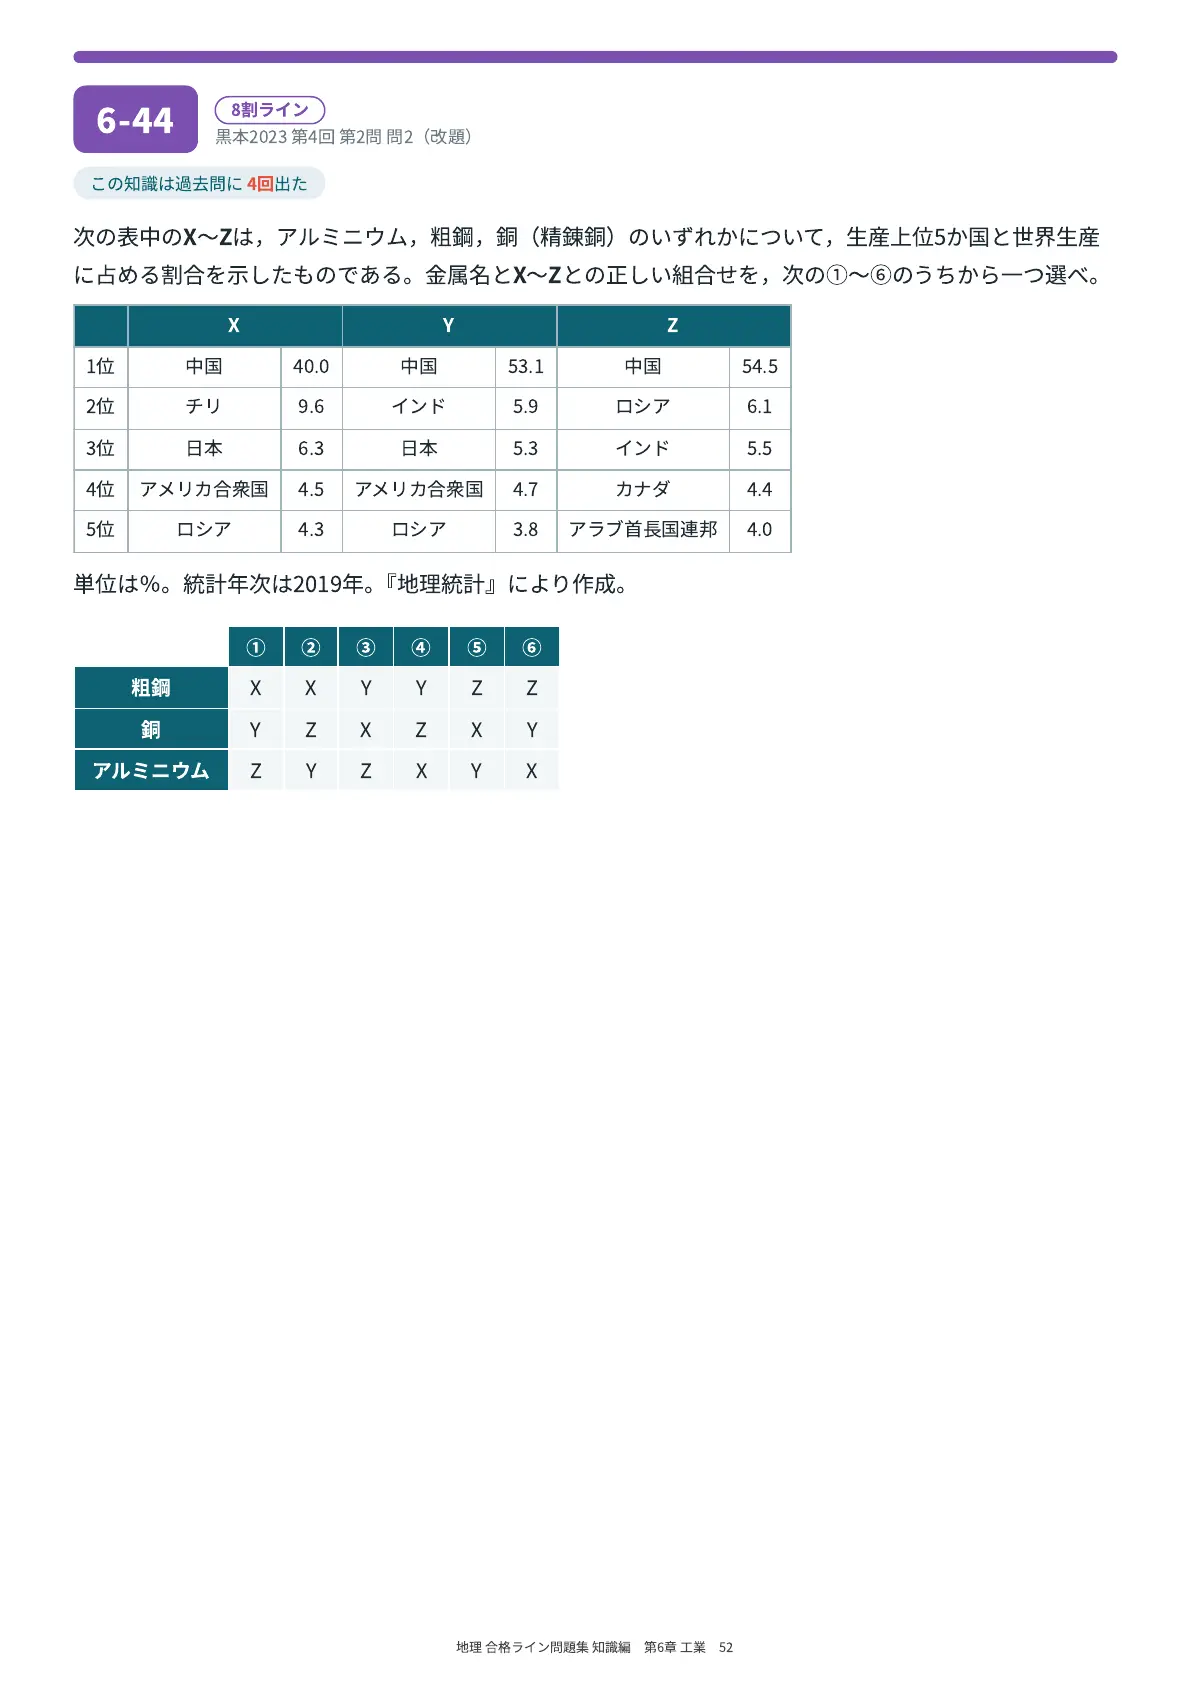 6-44
8割ライン
黒本2023 第4回 第2問 問2（改題）
この知識は過去問に 4回出た
次の表中のX～Zは，アルミニウム，粗鋼，銅（精錬銅）のいずれかについて，生産上位5か国と世界生産
に占める割合を示したものである。金属名とX～Zとの正しい組合せを，次の①～⑥のうちから一つ選べ。
X Y Z
1位 中国 40.0 中国 53.1 中国 54.5
2位 チリ 9.6 インド 5.9 ロシア 6.1
3位 日本 6.3 日本 5.3 インド 5.5
4位 アメリカ合衆国 4.5 アメリカ合衆国 4.7 カナダ 4.4
5位 ロシア 4.3 ロシア 3.8 アラブ首長国連邦 4.0
単位は%。統計年次は2019年。『地理統計』により作成。
① ② ③ ④ ⑤ ⑥
粗鋼 X X Y Y Z Z
銅 Y Z X Z X Y
アルミニウム Z Y Z X Y X
地理 合格ライン問題集 知識編 第6章 工業 52